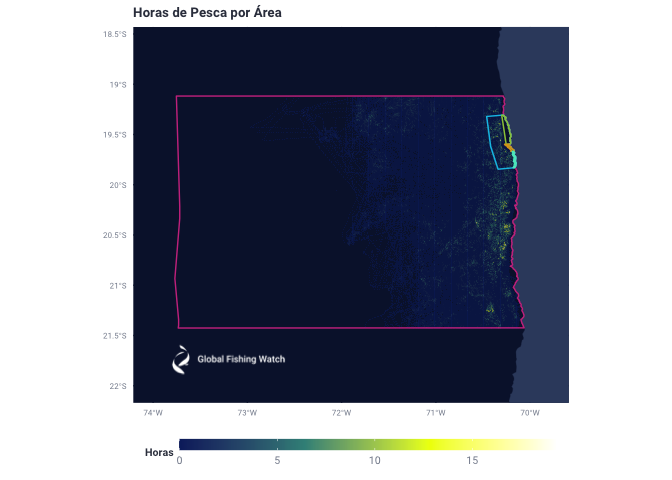 Horas de Pesca por Área
18.5°S
19°S
19.5°S
20°S
20.5°S
21°S
21.5°S
22°S
Global Fishing Watch
74°W 73°W 72°W 71°W 70°W
Horas
0 5 10 15